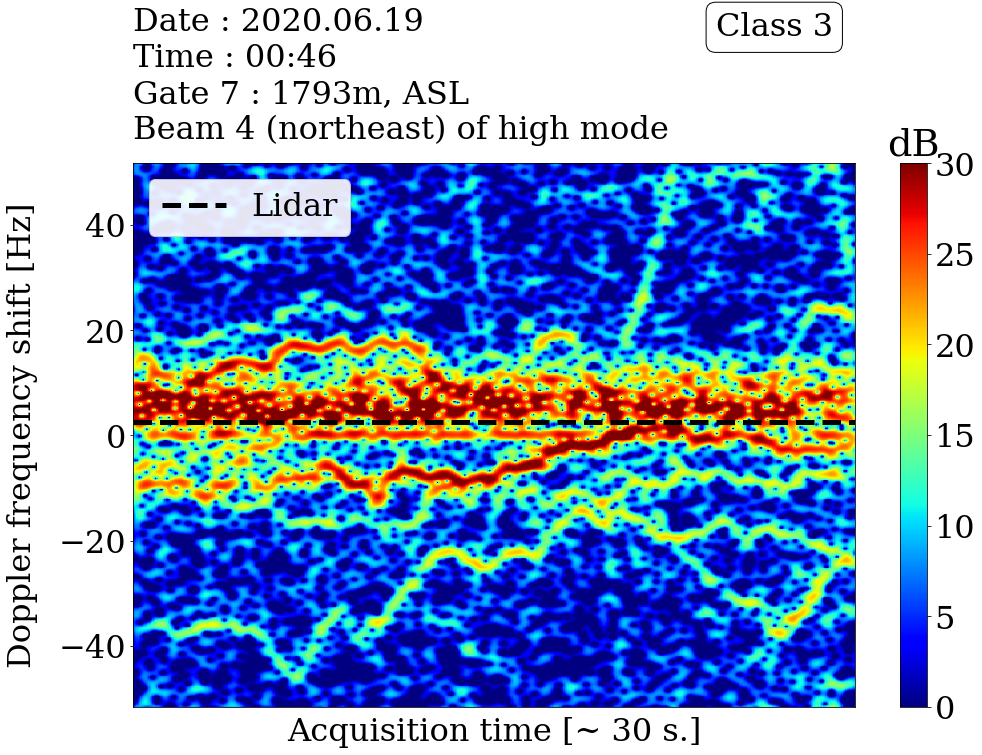 Date : 2020.06.19
Class 3
Time : 00:46
Gate 7 : 1793m, ASL
Beam 4 (northeast) of high mode
dB
Lidar
Doppler frequency shift [Hz]
40
20
0
−20
−40
30
25
20
15
10
5
0
Acquisition time [~ 30 s.]